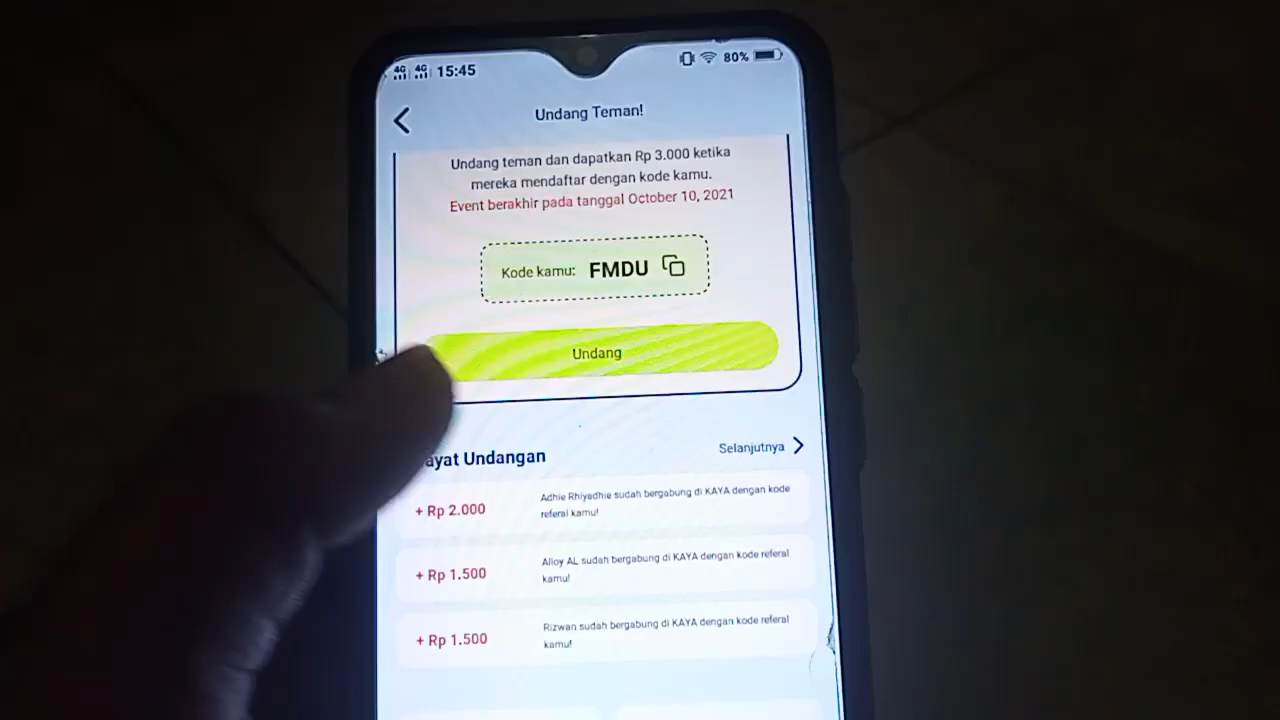 4G 4G 15:45 80%
Undang Teman!
Undang teman dan dapatkan Rp 3.000 ketika
mereka mendaftar dengan kode kamu.
Event berakhir pada tanggal October 10, 2021
Kode kamu: FMDU
Undang
ayat Undangan
Selanjutnya
+ Rp 2.000
Adhie Rhiyadhie sudah bergabung di KAYA dengan kode
referal kamu!
+ Rp 1.500
Alloy AL sudah bergabung di KAYA dengan kode referal
kamu!
+ Rp 1.500
Rizwan sudah bergabung di KAYA dengan kode referal
kamu!